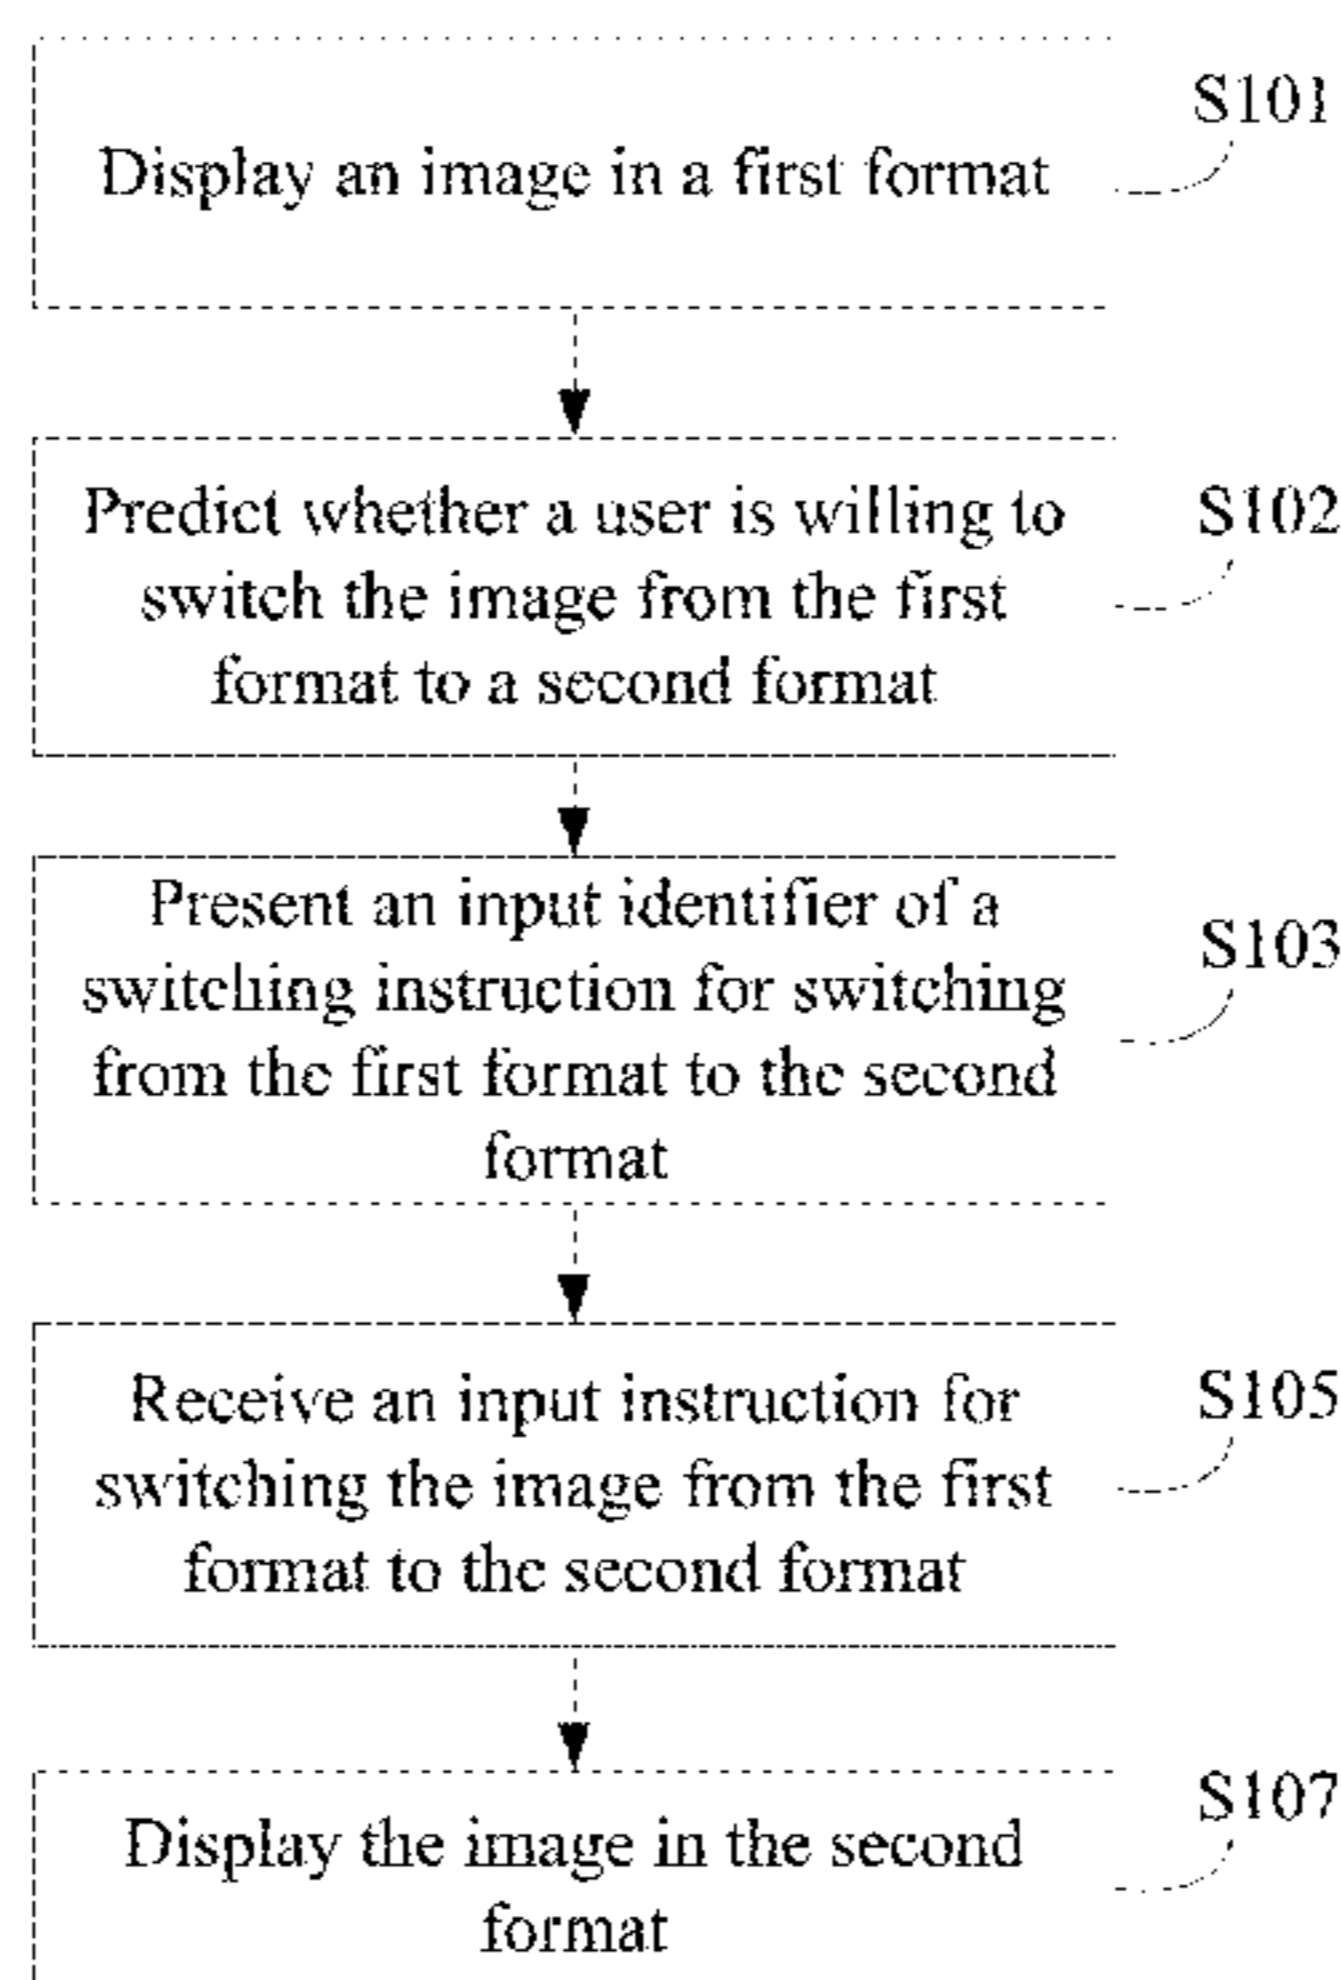 Display an image in a first format
S101
Predict whether a user is willing to
switch the image from the first
format to a second format
S102
Present an input identifier of a
switching instruction for switching
from the first format to the second
format
S103
Receive an input instruction for
switching the image from the first
format to the second format
S105
Display the image in the second
format
S107